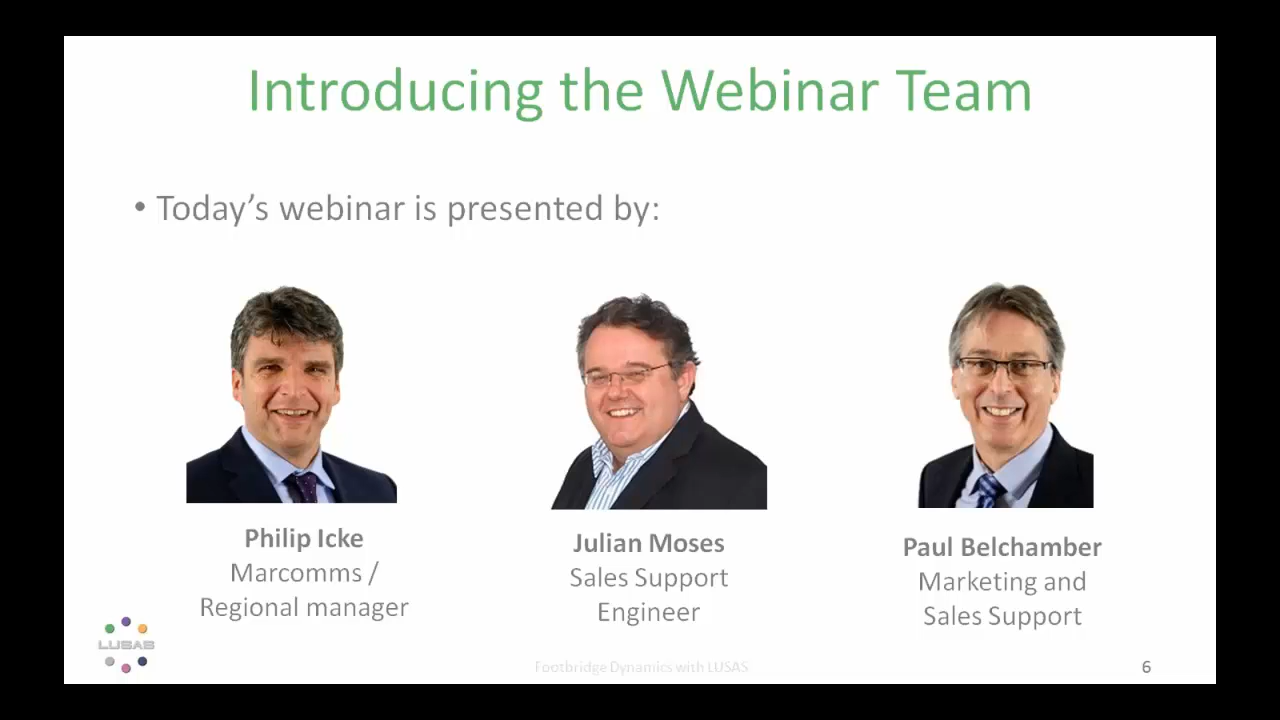 Introducing the Webinar Team
• Today's webinar is presented by:
Philip Icke
Marcomms /
Regional manager
Julian Moses
Sales Support
Engineer
Paul Belchamber
Marketing and
Sales Support
LUSAS
Footbridge Dynamics with LUSAS
6